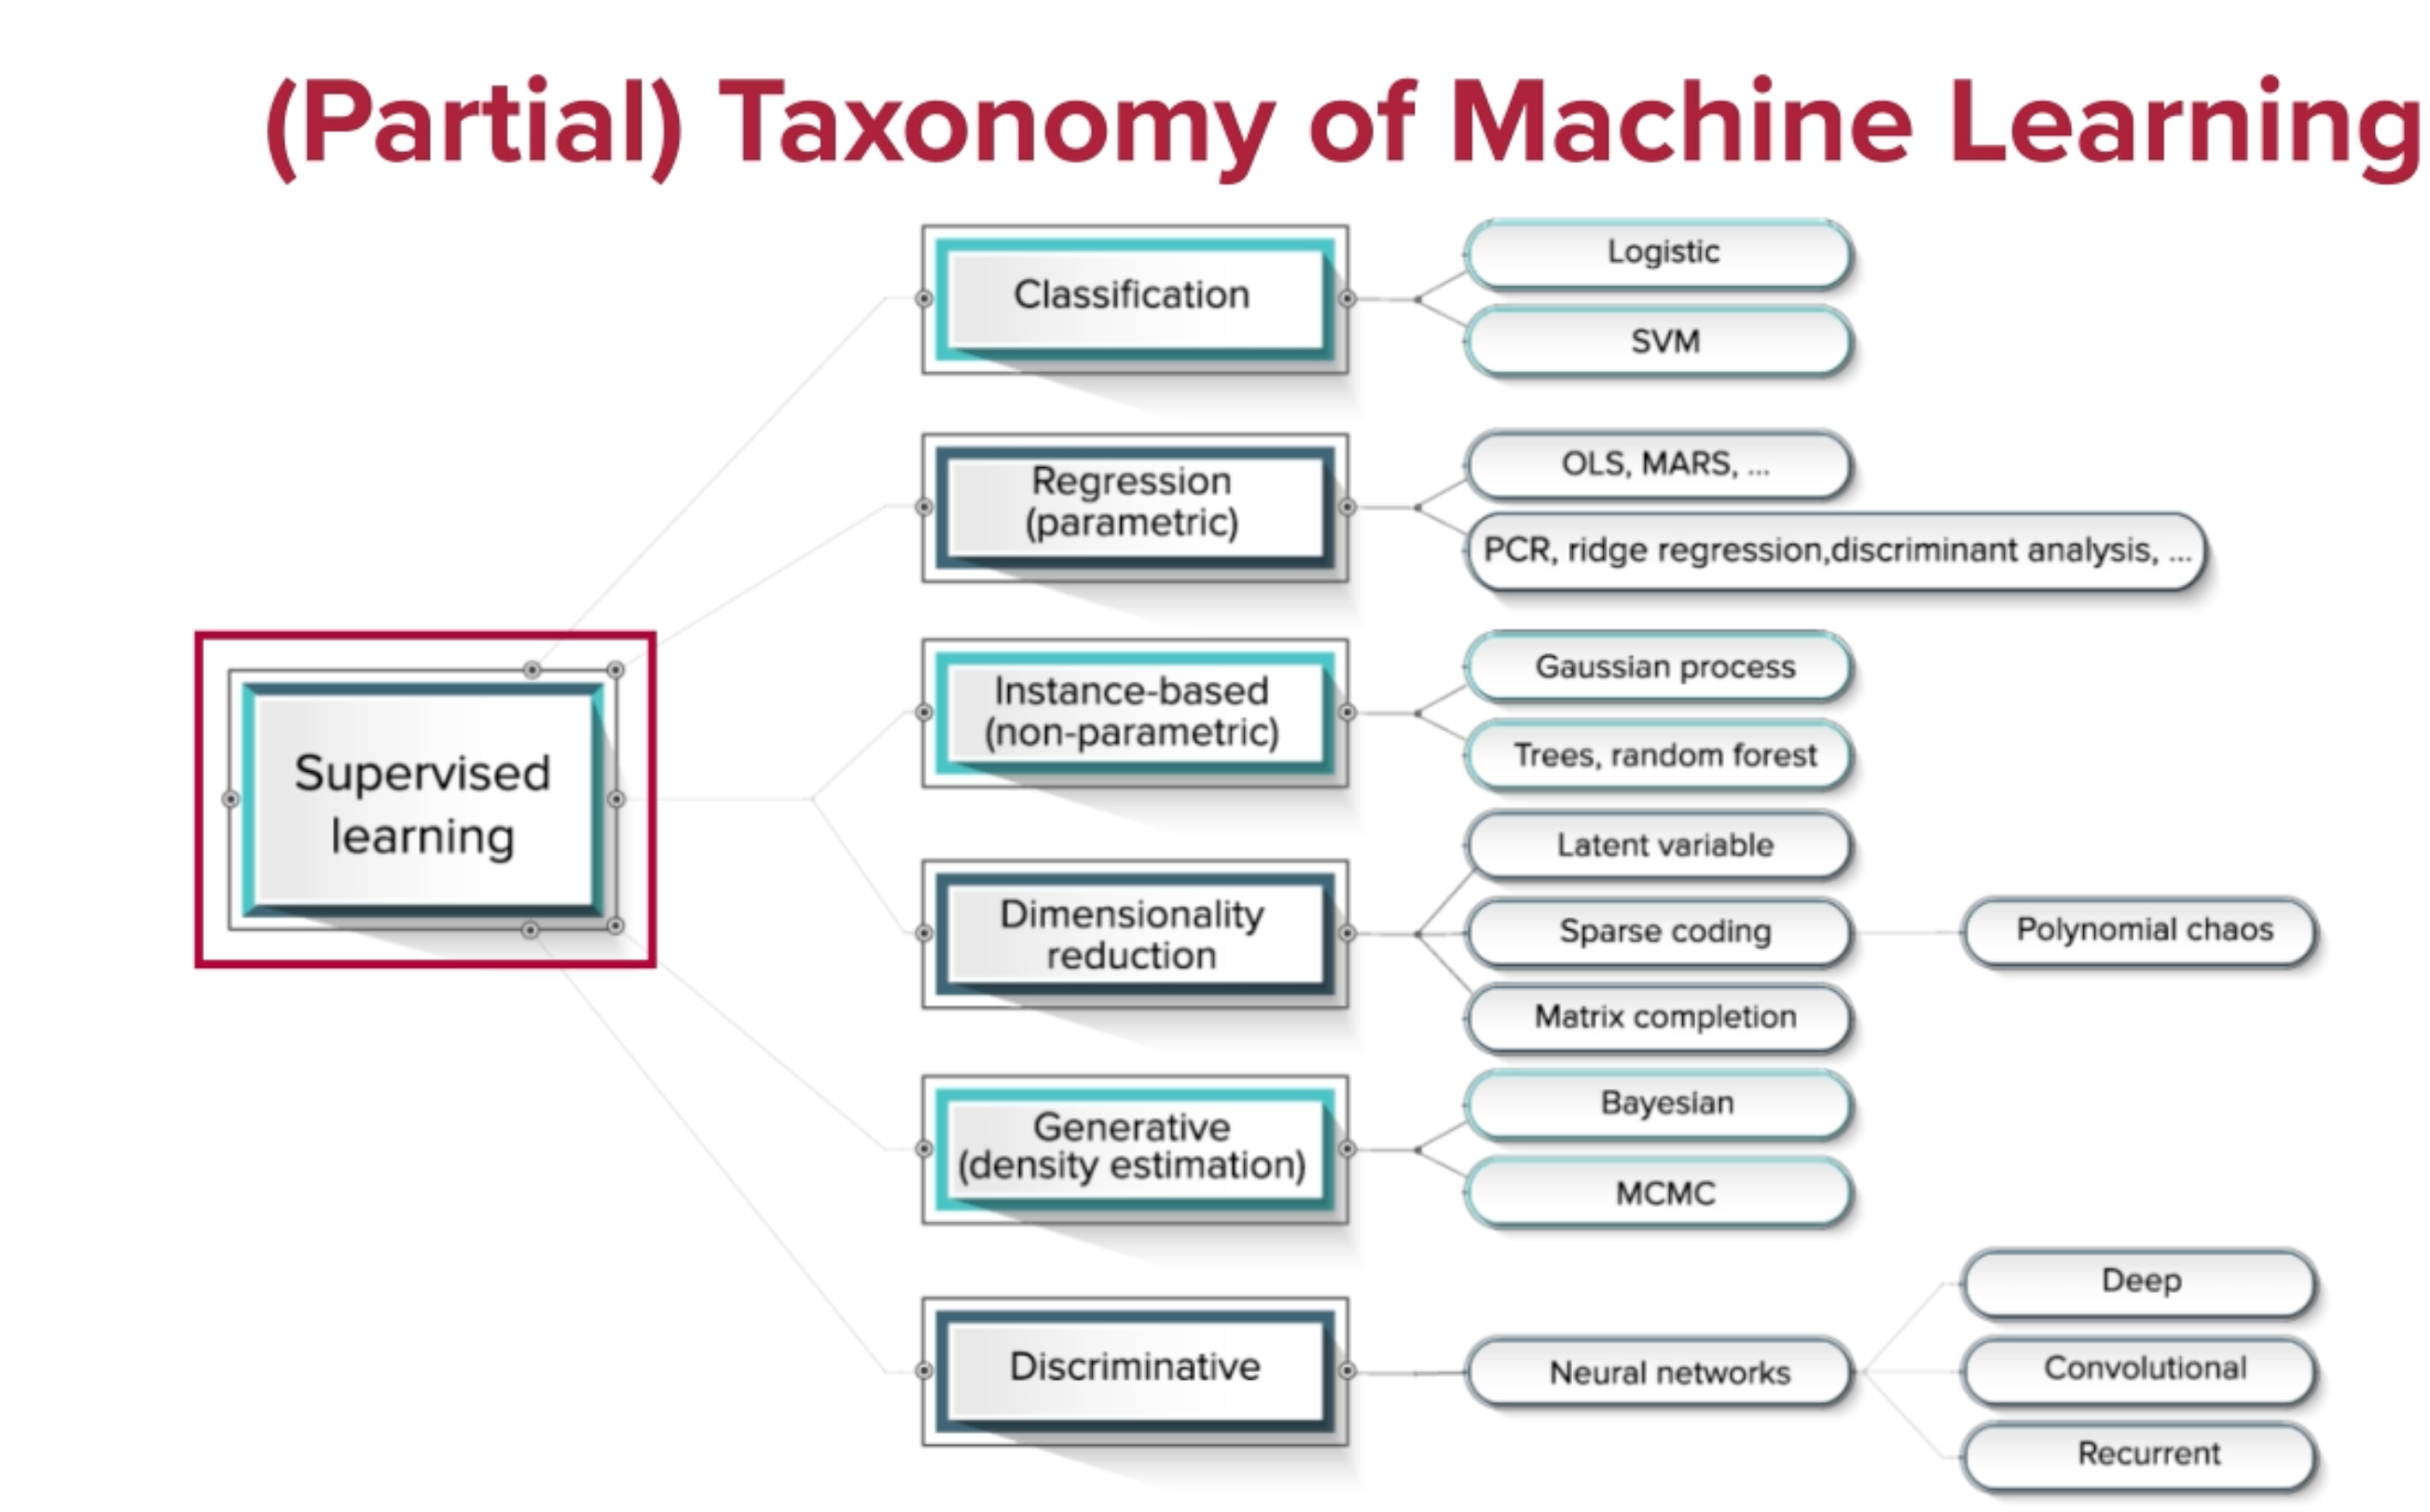 (Partial) Taxonomy of Machine Learning
Supervised
learning
Classification
Logistic
SVM
Regression
(parametric)
OLS, MARS, ...
PCR, ridge regression,discriminant analysis, ...
Instance-based
(non-parametric)
Gaussian process
Trees, random forest
Dimensionality
reduction
Latent variable
Sparse coding
Polynomial chaos
Matrix completion
Generative
(density estimation)
Bayesian
MCMC
Discriminative
Neural networks
Deep
Convolutional
Recurrent